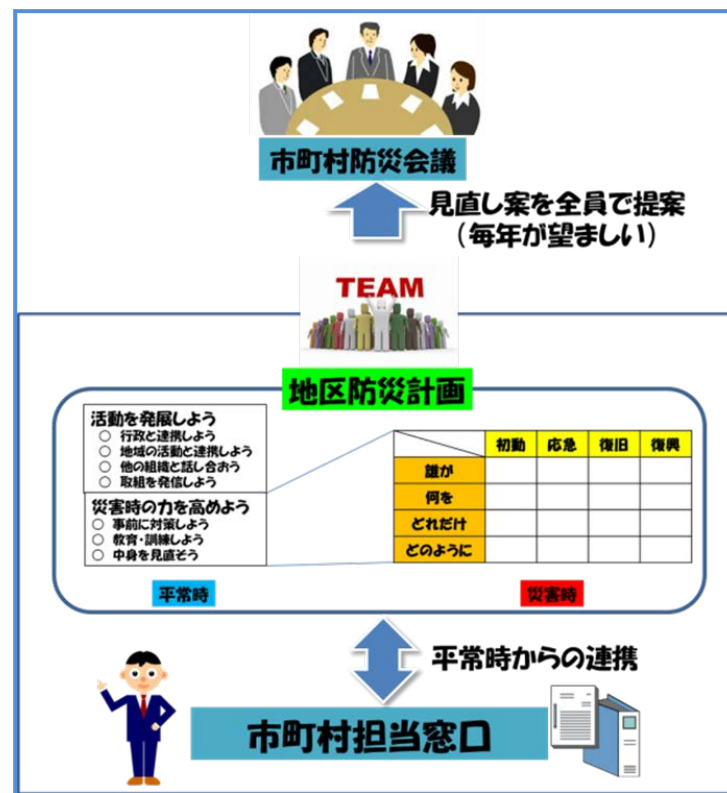 市町村防災会議
見直し案を全員で提案
（毎年が望ましい）
TEAM
地区防災計画
活動を発展しよう
○ 行政と連携しよう
○ 地域の活動と連携しよう
○ 他の組織と話し合おう
○ 取組を発信しよう
災害時の力を高めよう
○ 事前に対策しよう
○ 教育・訓練しよう
○ 中身を見直そう
平常時
初動 応急 復旧 復興
誰が
何を
どれだけ
どのように
災害時
平常時からの連携
市町村担当窓口